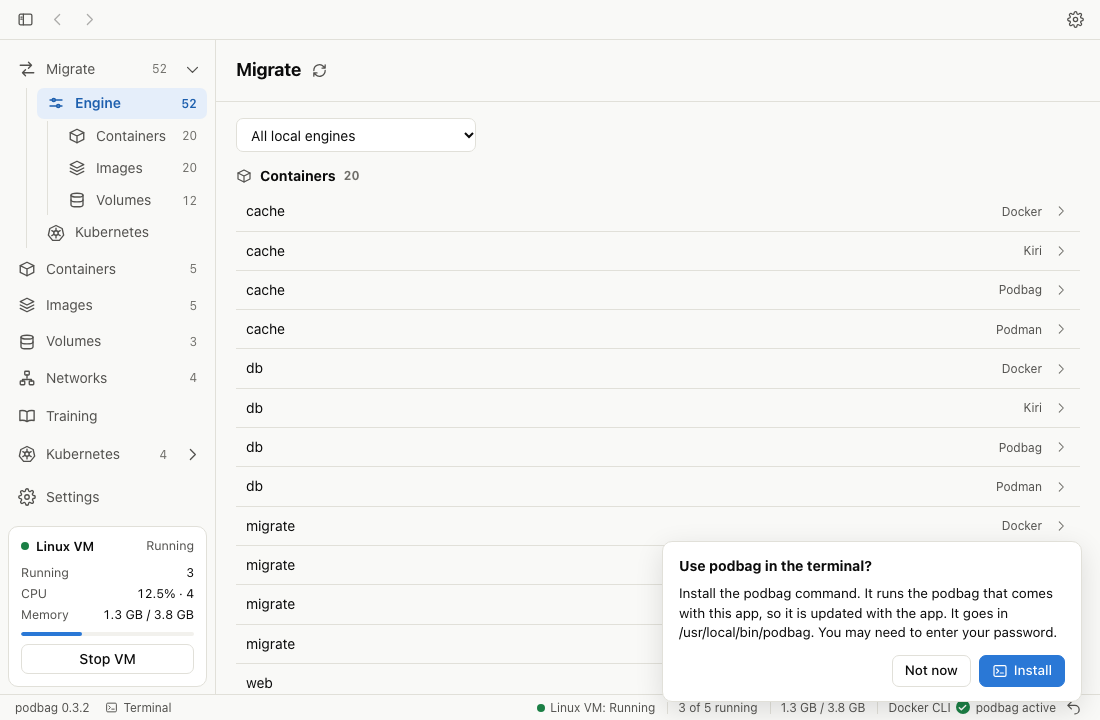 Migrate 52
Engine 52
Containers 20
Images 20
Volumes 12
Kubernetes
Containers 5
Images 5
Volumes 3
Networks 4
Training
Kubernetes 4
Settings
Linux VM Running
Running 3
CPU 12.5% · 4
Memory 1.3 GB / 3.8 GB
Stop VM
Migrate
All local engines
Containers 20
cache Docker
cache Kiri
cache Podbag
cache Podman
db Docker
db Kiri
db Podbag
db Podman
migrate Docker
migrate
migrate
migrate
web
Use podbag in the terminal?
Install the podbag command. It runs the podbag that comes
with this app, so it is updated with the app. It goes in
/usr/local/bin/podbag. You may need to enter your password.
Not now Install
podbag 0.3.2 Terminal Linux VM: Running 3 of 5 running 1.3 GB / 3.8 GB Docker CLI podbag active